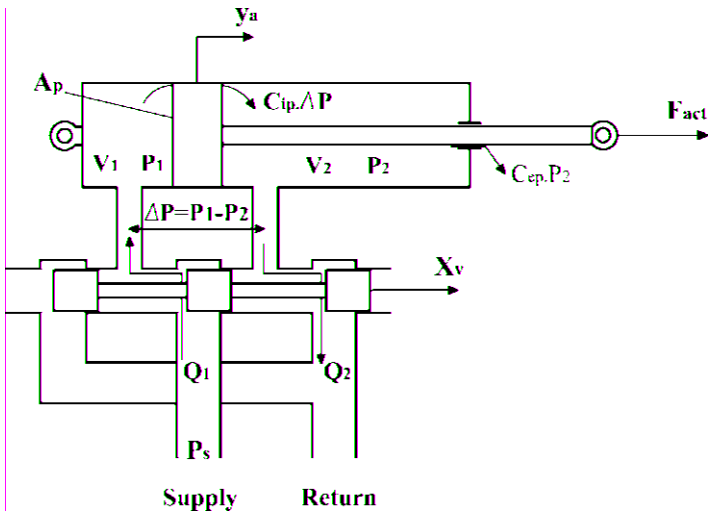 ya
Ap
Cip.ΔP
Fact
V1 P1
V2 P2
Cep.P2
ΔP=P1-P2
Xv
Q1
Q2
Ps
Supply
Return